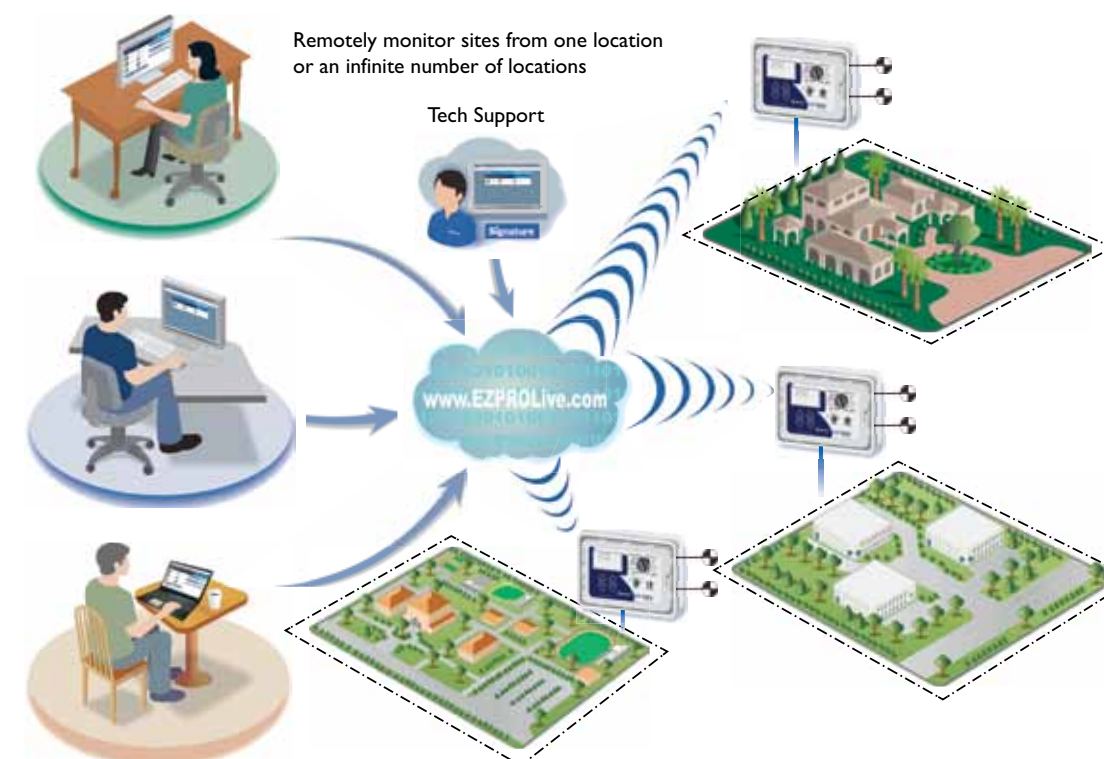 Remotely monitor sites from one location
or an infinite number of locations
Tech Support
Signature
www.EZPROLive.com